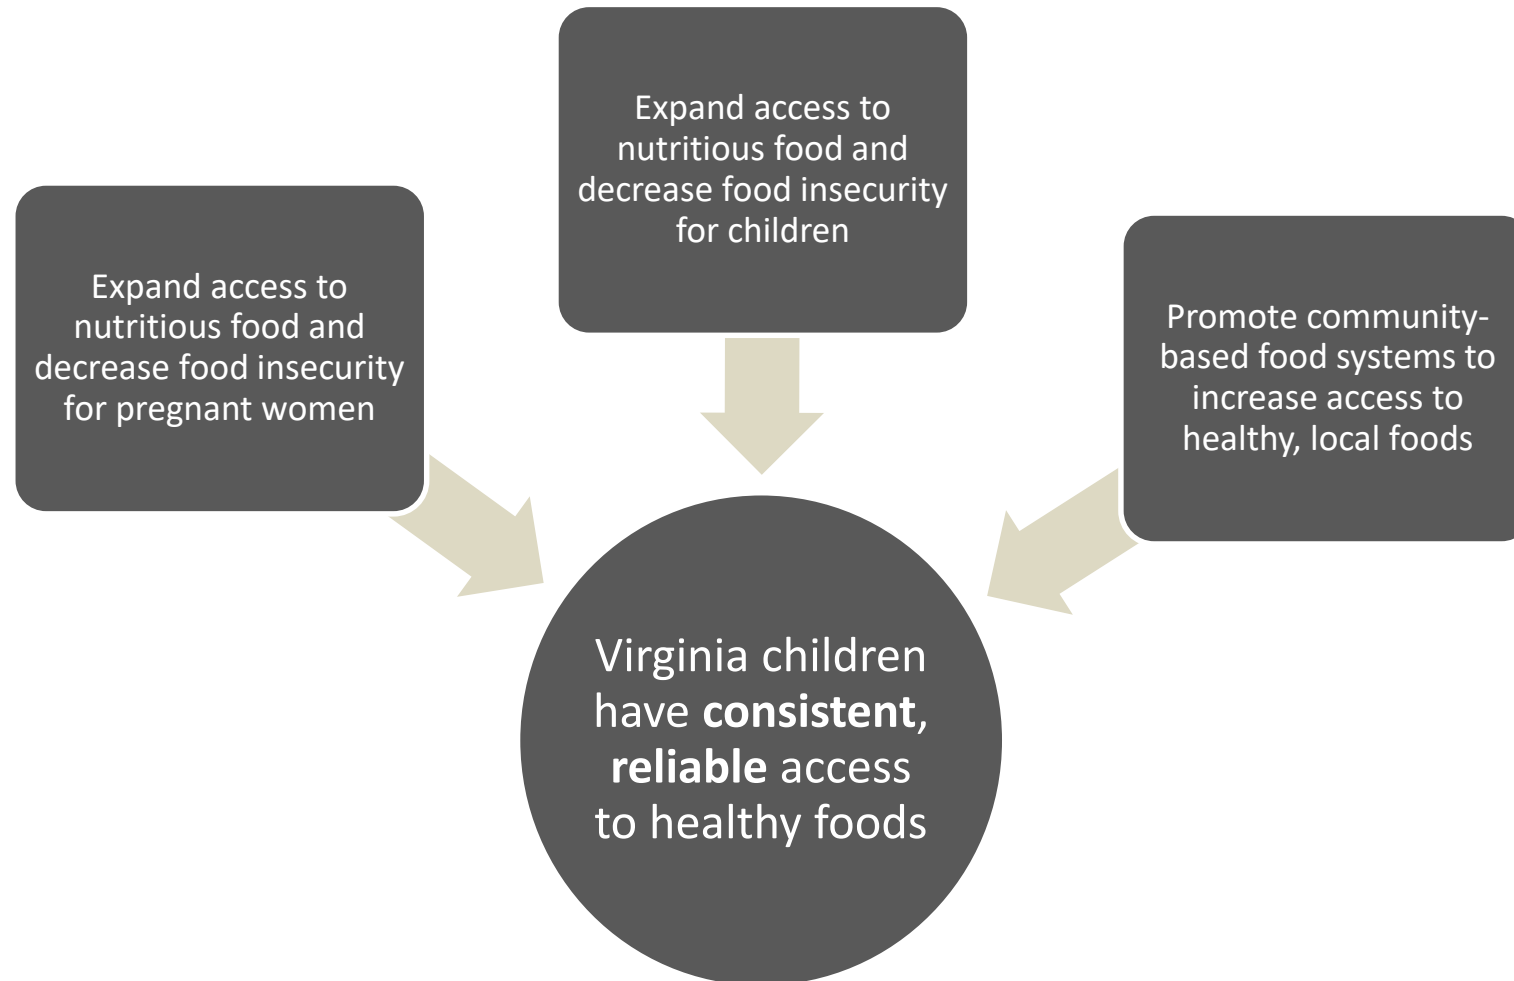 Expand access to
nutritious food and
decrease food insecurity
for pregnant women
Expand access to
nutritious food and
decrease food insecurity
for children
Promote community-
based food systems to
increase access to
healthy, local foods
Virginia children
have consistent,
reliable access
to healthy foods